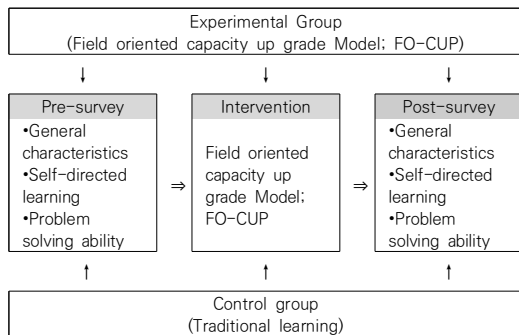 Experimental Group
(Field oriented capacity up grade Model; FO-CUP)
Pre-survey
•General
characteristics
•Self-directed
learning
•Problem
solving ability
⇒
Intervention
Field oriented
capacity up
grade Model;
FO-CUP
⇒
Post-survey
•General
characteristics
•Self-directed
learning
•Problem
solving ability
Control group
(Traditional learning)